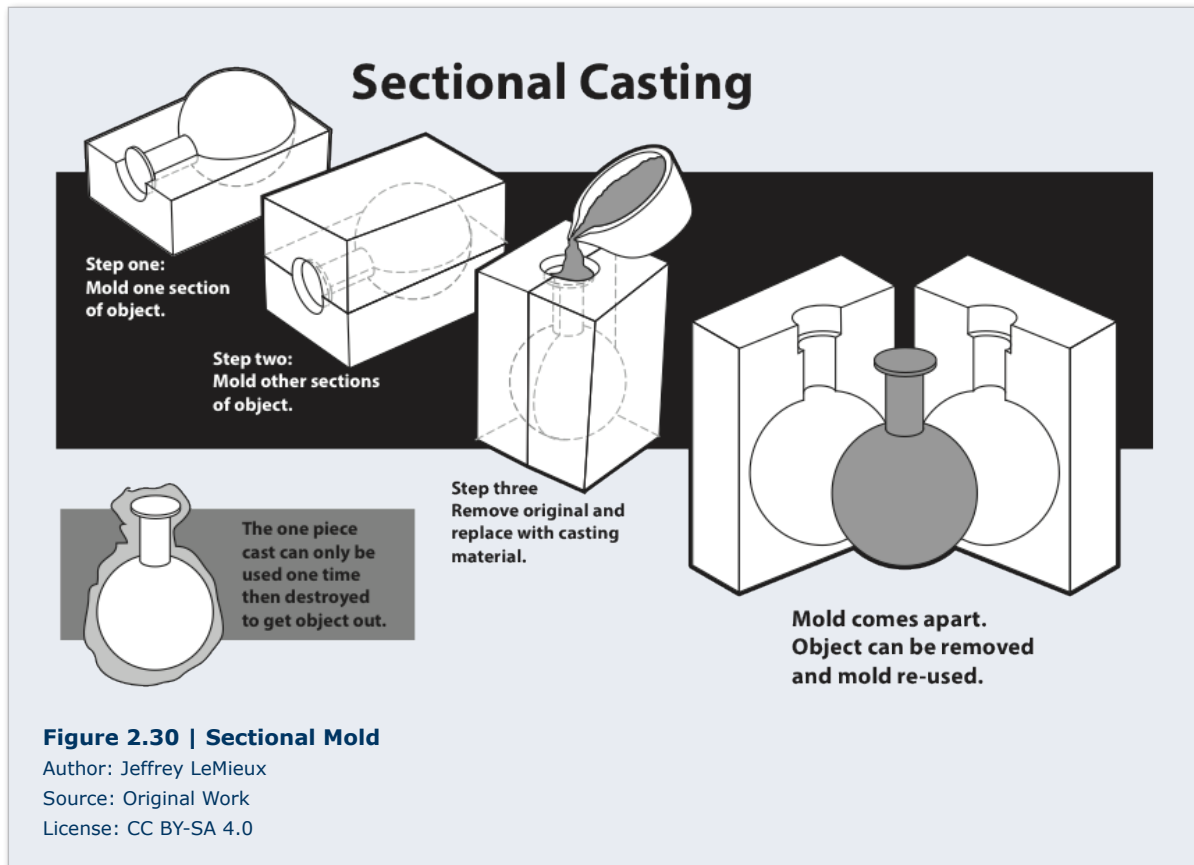 Sectional Casting
Step one:
Mold one section
of object.
Step two:
Mold other sections
of object.
Step three
Remove original and
replace with casting
material.
The one piece
cast can only be
used one time
then destroyed
to get object out.
Mold comes apart.
Object can be removed
and mold re-used.
Figure 2.30 | Sectional Mold
Author: Jeffrey LeMieux
Source: Original Work
License: CC BY-SA 4.0